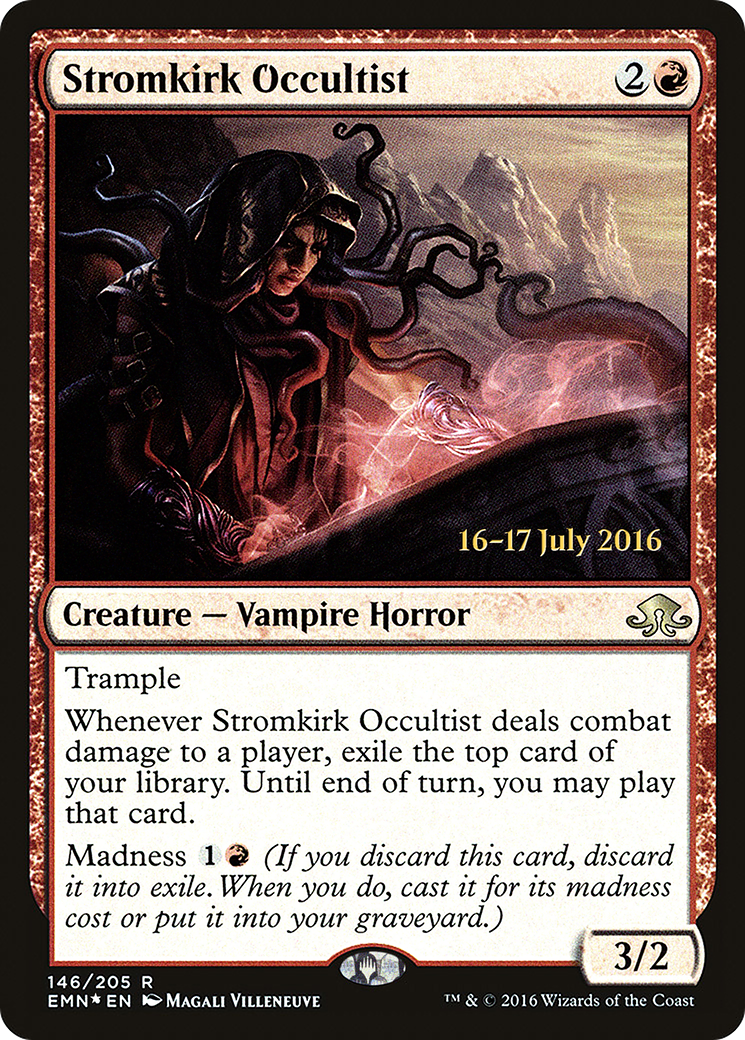 Stromkirk Occultist 2
16–17 July 2016
Creature — Vampire Horror
Trample
Whenever Stromkirk Occultist deals combat
damage to a player, exile the top card of
your library. Until end of turn, you may play
that card.
Madness 1 (If you discard this card, discard
it into exile. When you do, cast it for its madness
cost or put it into your graveyard.)
3/2
146/205 R
EMN★EN Magali Villeneuve
™ & © 2016 Wizards of the Coast